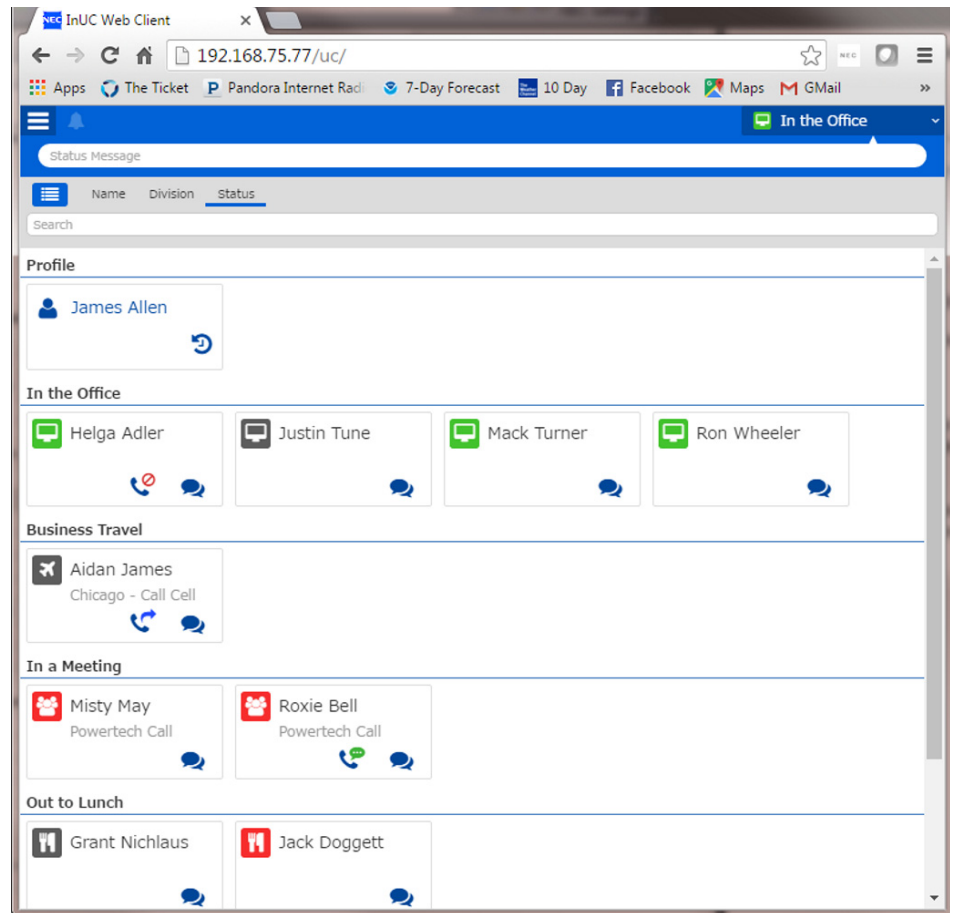 NEC InUC Web Client
192.168.75.77/uc/
NEC
Apps The Ticket P Pandora Internet Radi 7-Day Forecast 10 Day Facebook Maps GMail »
In the Office
Status Message
Name Division Status
Search
Profile
James Allen
In the Office
Helga Adler Justin Tune Mack Turner Ron Wheeler
Business Travel
Aidan James
Chicago - Call Cell
In a Meeting
Misty May Roxie Bell
Powertech Call Powertech Call
Out to Lunch
Grant Nichlaus Jack Doggett